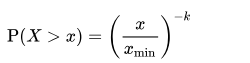 P(X > x) = (x / x_min)^{-k}